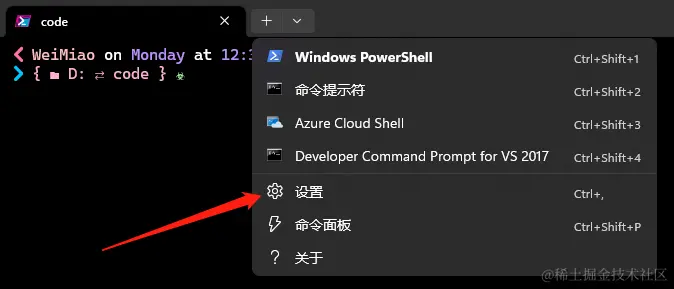 code
WeiMiao on Monday at 12:3
{ D: ⇄ code }
Windows PowerShell Ctrl+Shift+1
命令提示符 Ctrl+Shift+2
Azure Cloud Shell Ctrl+Shift+3
Developer Command Prompt for VS 2017 Ctrl+Shift+4
设置 Ctrl+,
命令面板 Ctrl+Shift+P
关于
@稀土掘金技术社区